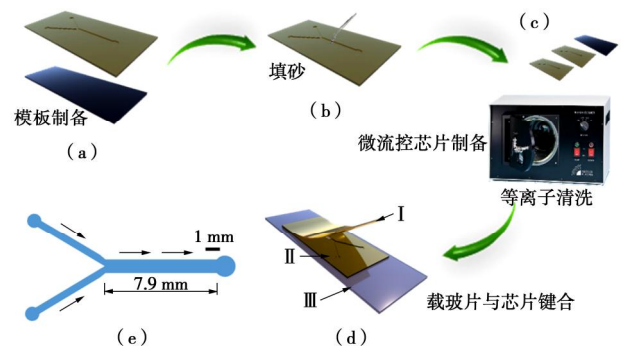 模板制备
(a)
填砂
(b)
(c)
微流控芯片制备
等离子清洗
Ⅰ
Ⅱ
Ⅲ
载玻片与芯片键合
(d)
1 mm
7.9 mm
(e)